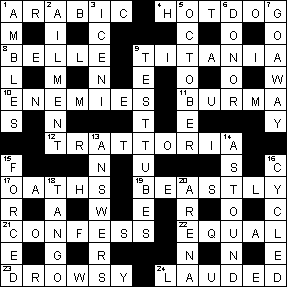 1 A R 2 A B 3 I C 4 H 5 O T 6 D O 7 G
M I C C O O
8 B E L L E 9 T I T A N I A
L M N E O O W
10 E N E M I E S 11 B U R M A
S N T E Y
12 T R 13 A T T O R I 14 A
15 F N U S 16 C
17 O A 18 T H S 19 B E 20 A S T L Y
R A W E R O C
21 C O N F E S S 22 E Q U A L
E G R N N E
23 D R O W S Y 24 L A U D E D